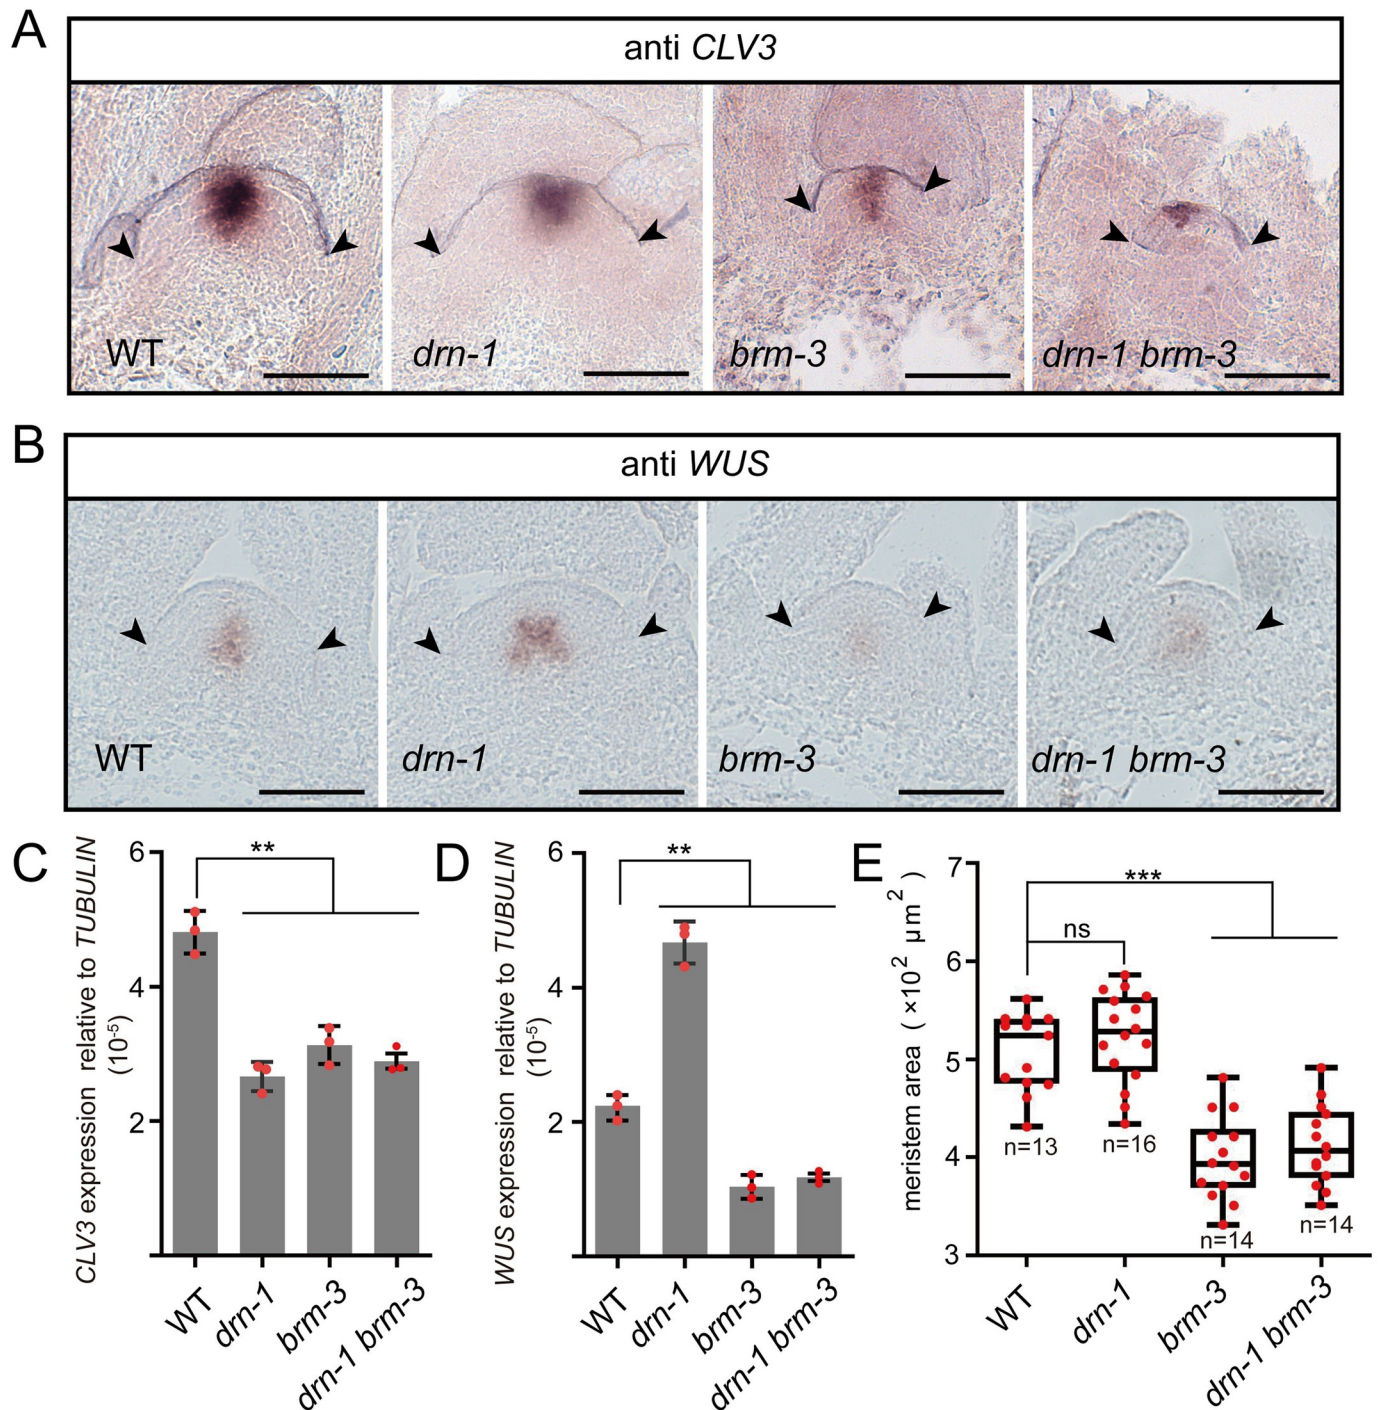 A
anti CLV3
WT
drn-1
brm-3
drn-1 brm-3
B
anti WUS
WT
drn-1
brm-3
drn-1 brm-3
C
CLV3 expression relative to TUBULIN
(10-5)
6
4
2
**
WT
drn-1
brm-3
drn-1 brm-3
D
WUS expression relative to TUBULIN
(10-5)
6
4
2
**
WT
drn-1
brm-3
drn-1 brm-3
E
meristem area ( ×10² µm² )
7
6
5
4
3
***
ns
n=13
n=16
n=14
n=14
WT
drn-1
brm-3
drn-1 brm-3